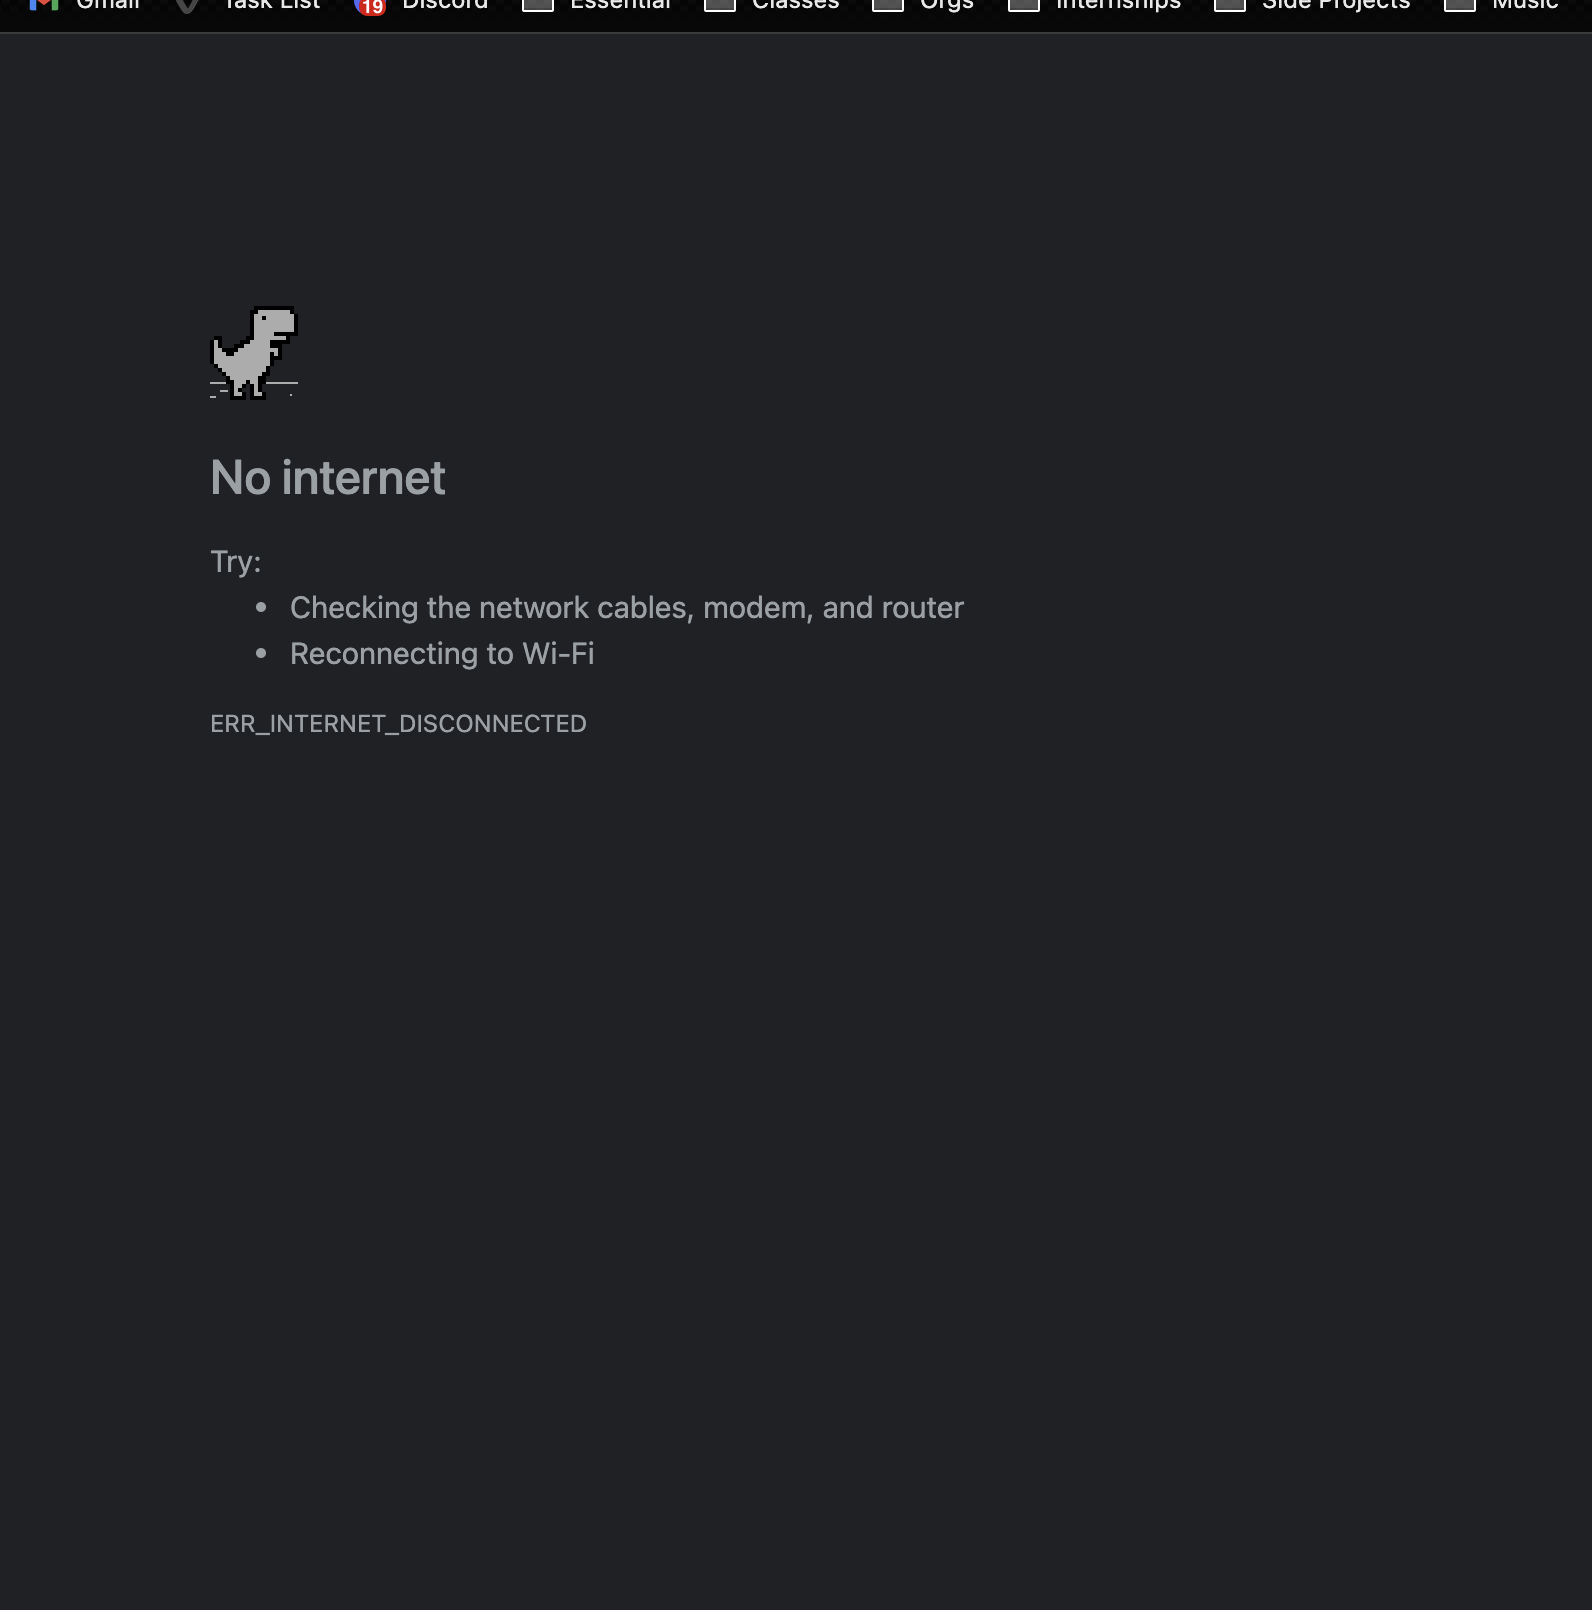 Gmail Task List 19 Discord Essential Classes Orgs Internships Side Projects Music
No internet
Try:
• Checking the network cables, modem, and router
• Reconnecting to Wi-Fi
ERR_INTERNET_DISCONNECTED